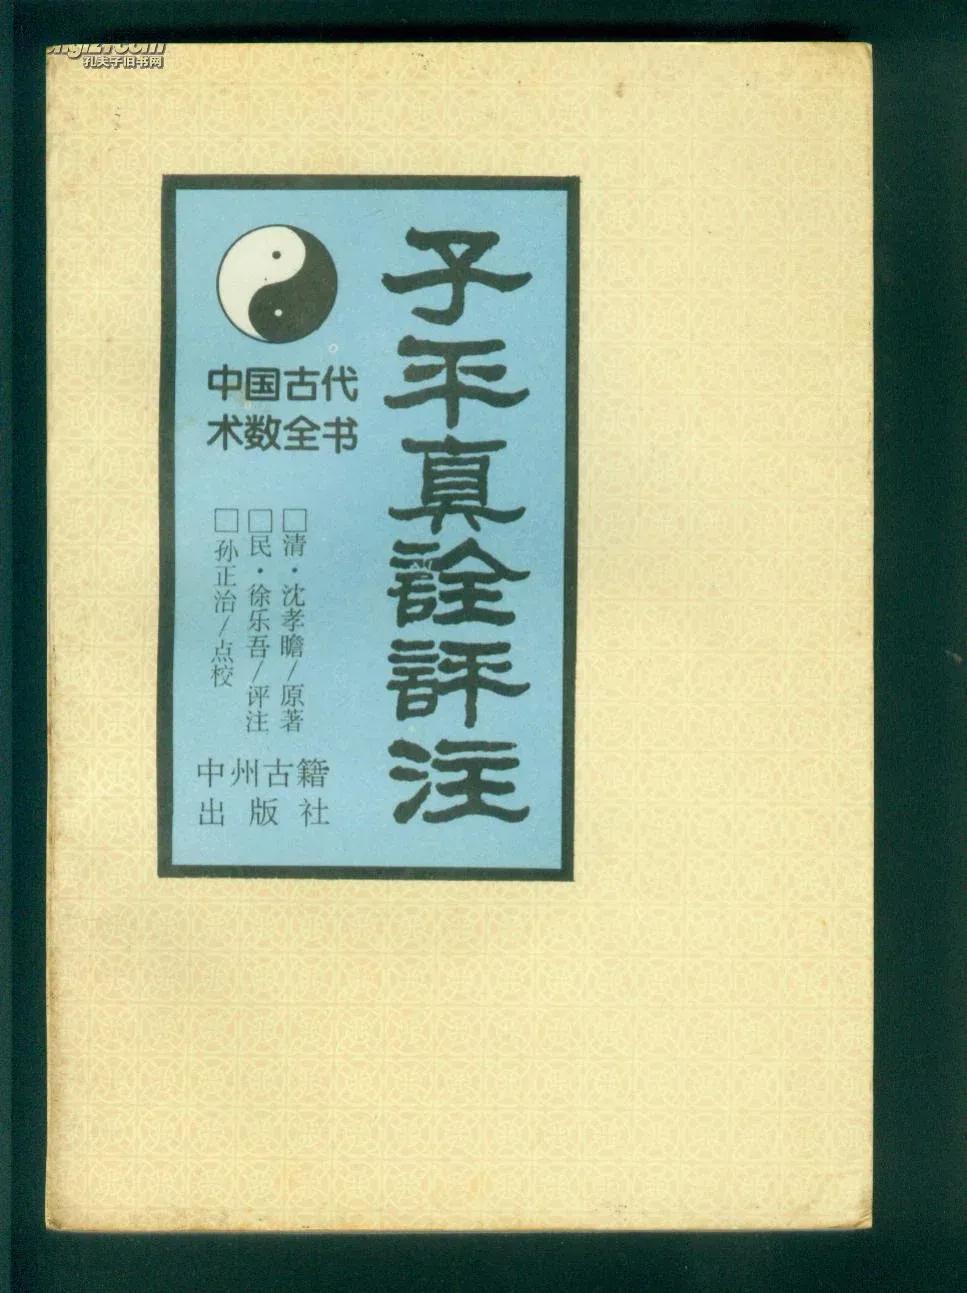 孔夫子旧书网
子平真詮評注
中国古代
术数全书
□清·沈孝瞻/原著
□民·徐乐吾/评注
□孙正治/点校
中州古籍
出版社